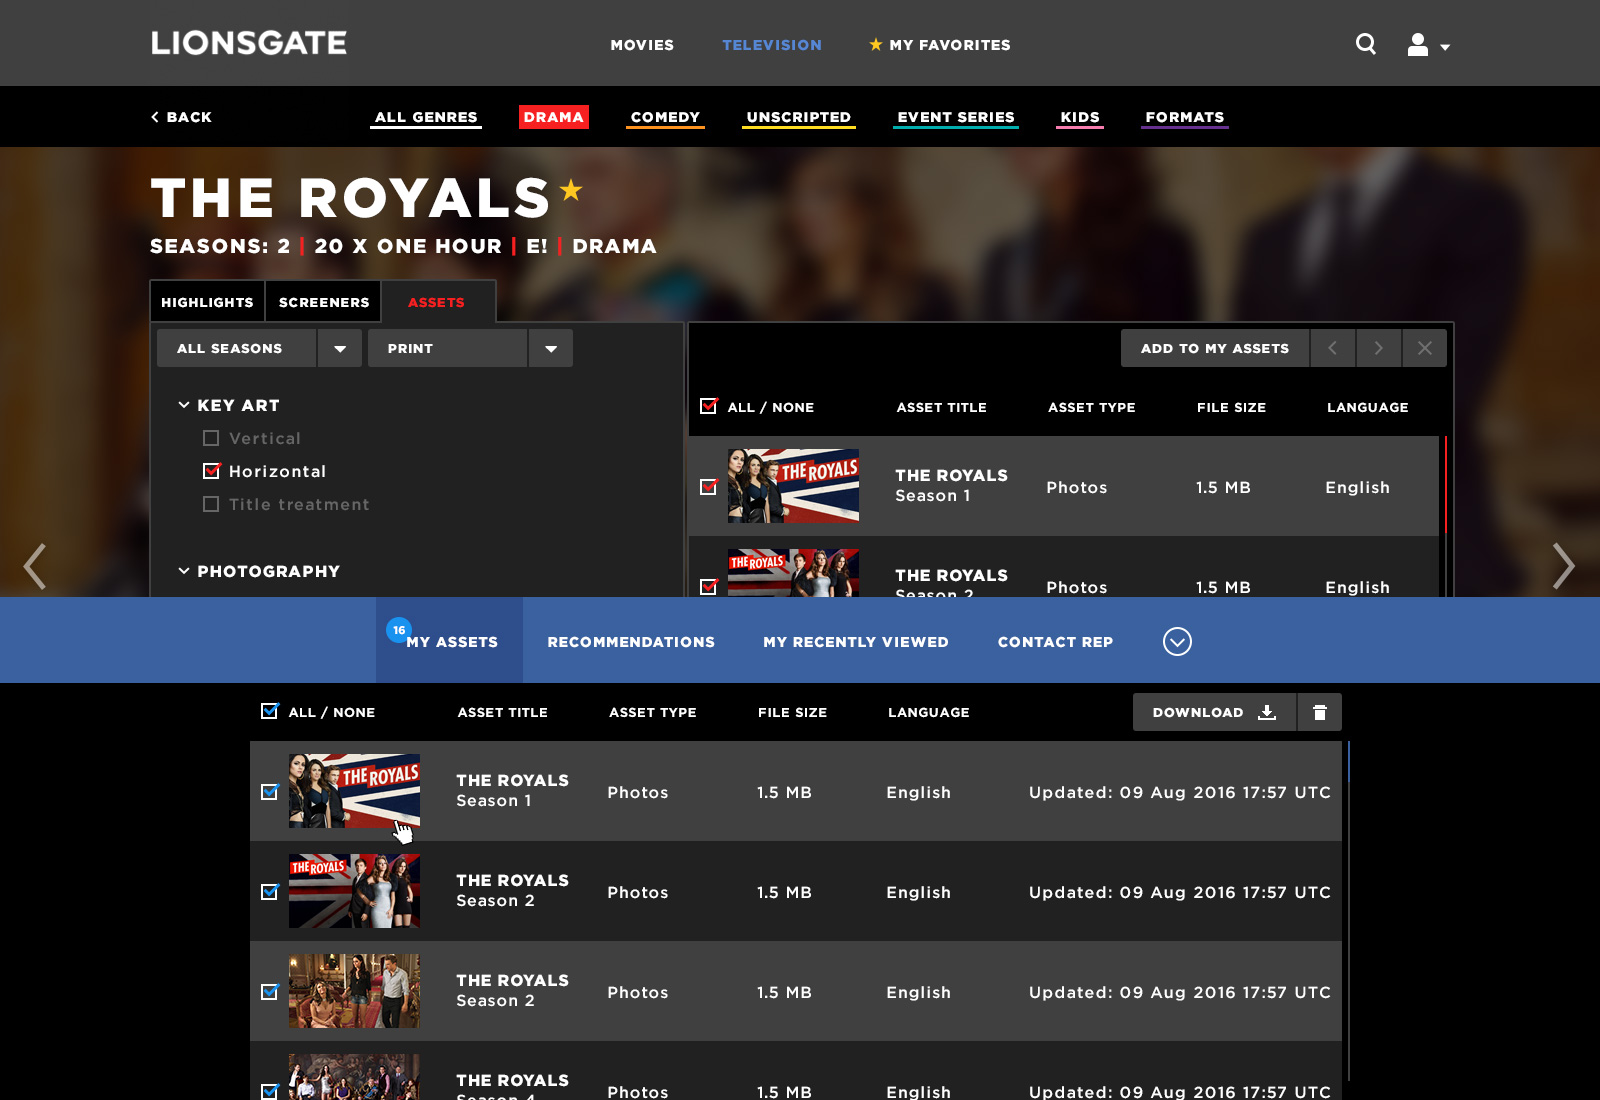 LIONSGATE
MOVIES TELEVISION ★ MY FAVORITES
BACK ALL GENRES DRAMA COMEDY UNSCRIPTED EVENT SERIES KIDS FORMATS
THE ROYALS
SEASONS: 2 | 20 X ONE HOUR | E! | DRAMA
HIGHLIGHTS SCREENERS ASSETS
ALL SEASONS PRINT
KEY ART
Vertical
Horizontal
Title treatment
PHOTOGRAPHY
ADD TO MY ASSETS
ALL / NONE ASSET TITLE ASSET TYPE FILE SIZE LANGUAGE
THE ROYALS
THE ROYALS
Season 1
Photos 1.5 MB English
THE ROYALS
THE ROYALS
Season 2
Photos 1.5 MB English
16
MY ASSETS RECOMMENDATIONS MY RECENTLY VIEWED CONTACT REP
ALL / NONE ASSET TITLE ASSET TYPE FILE SIZE LANGUAGE DOWNLOAD
THE ROYALS
THE ROYALS
Season 1
Photos 1.5 MB English Updated: 09 Aug 2016 17:57 UTC
THE ROYALS
THE ROYALS
Season 2
Photos 1.5 MB English Updated: 09 Aug 2016 17:57 UTC
THE ROYALS
Season 2
Photos 1.5 MB English Updated: 09 Aug 2016 17:57 UTC
THE ROYALS
Season 4
Photos 1.5 MB English Updated: 09 Aug 2016 17:57 UTC